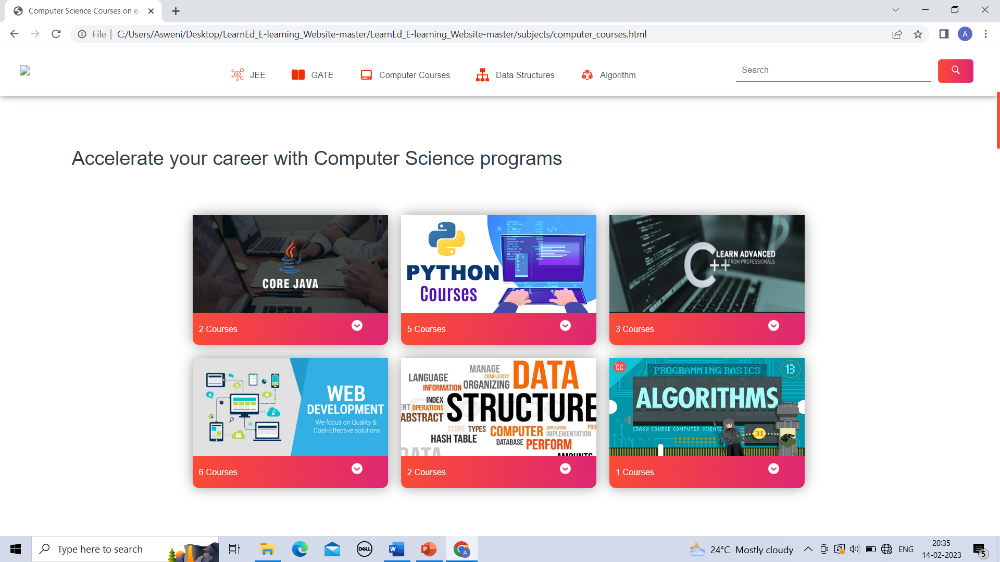 Computer Science Courses on e-
File
C:/Users/Asweni/Desktop/LearnEd_E-learning_Website-master/LearnEd_E-learning_Website-master/subjects/computer_courses.html
A
JEE
GATE
Computer Courses
Data Structures
Algorithm
Search
Accelerate your career with Computer Science programs
CORE JAVA
2 Courses
PYTHON
Courses
5 Courses
C++
LEARN ADVANCED
FROM PROFESSIONALS
3 Courses
WEB
DEVELOPMENT
We focus on Quality &
Cost-Effective solutions
6 Courses
MANAGE
DATA
LANGUAGE
COMPLEXITY
INFORMATION
ORGANIZING
INDEX
STRUCTURE
ENT OPERATIONS
ABSTRACT
STORE TYPES
COMPUTER
APPLICATION
PRO
IMPLEMENTATION
HASH TABLE
DATABASE
PERFORM
DATA
AMOUNTS
2 Courses
CC
PROGRAMMING BASICS
13
ALGORITHMS
CRASH COURSE COMPUTER SCIENCE
31
1 Courses
Type here to search
DELL
W
P
A
24°C Mostly cloudy
ENG
20:35
14-02-2023
5